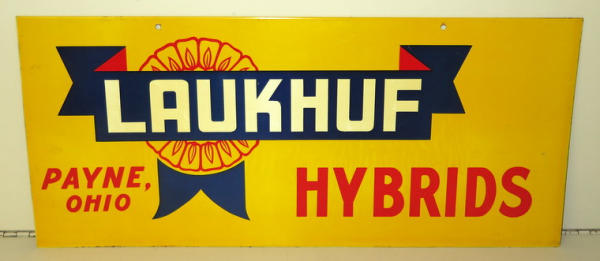 LAUKHUF
PAYNE,
OHIO
HYBRIDS